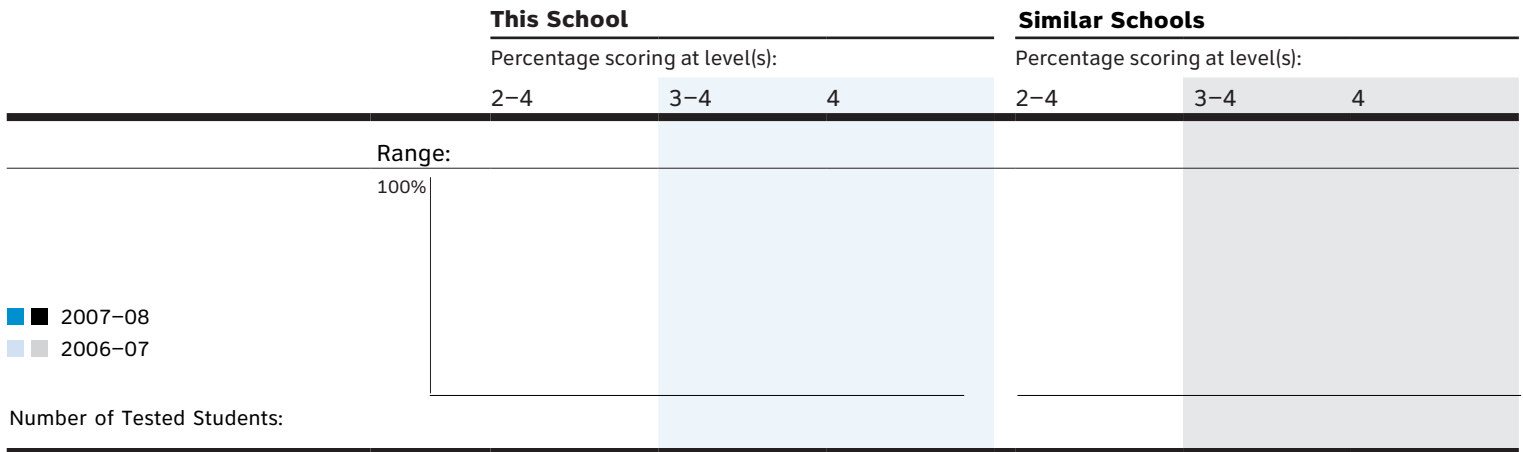 This School Similar Schools
Percentage scoring at level(s): Percentage scoring at level(s):
2–4 3–4 4 2–4 3–4 4
Range:
100%
2007–08
2006–07
Number of Tested Students: